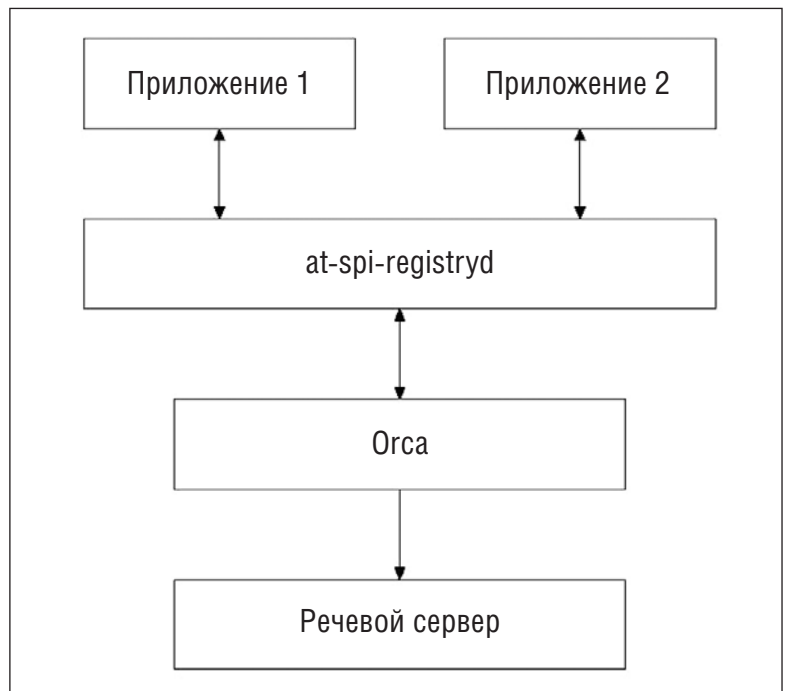 Приложение 1
Приложение 2
at-spi-registryd
Orca
Речевой сервер